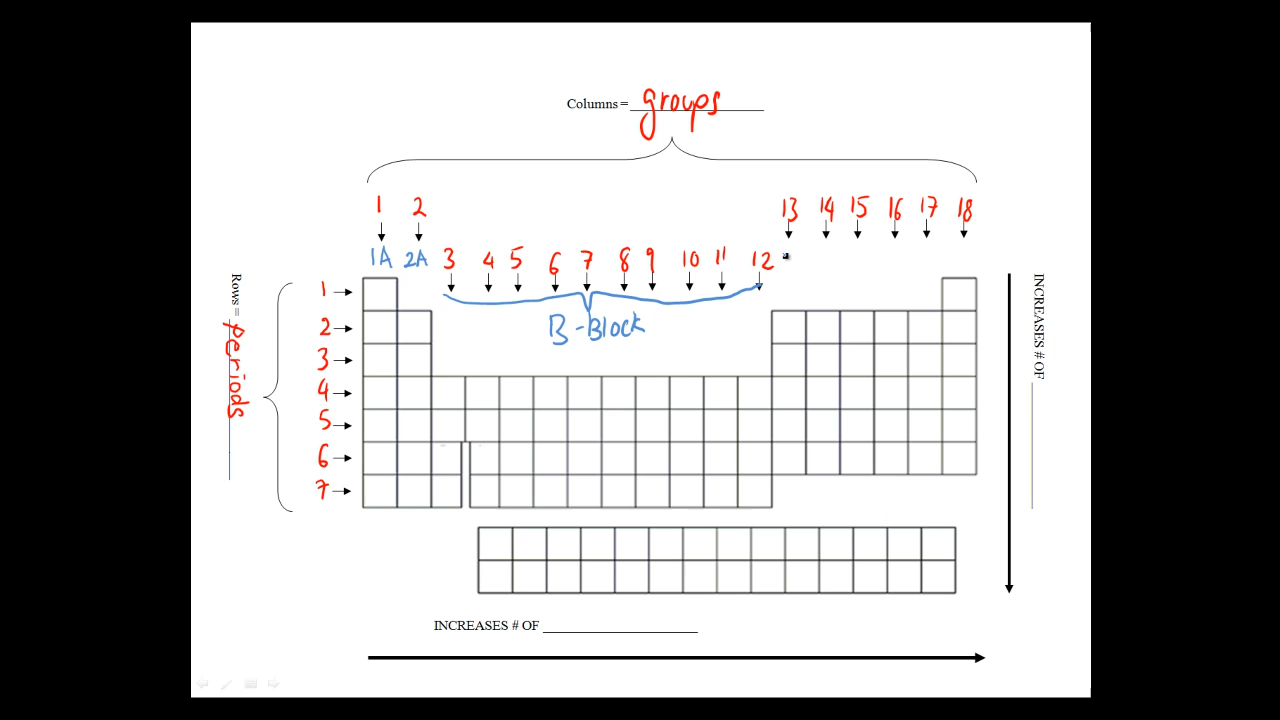 Columns = groups
1 2 13 14 15 16 17 18
1A 2A 3 4 5 6 7 8 9 10 11 12
B-Block
Rows = periods
1
2
3
4
5
6
7
INCREASES # OF
INCREASES # OF